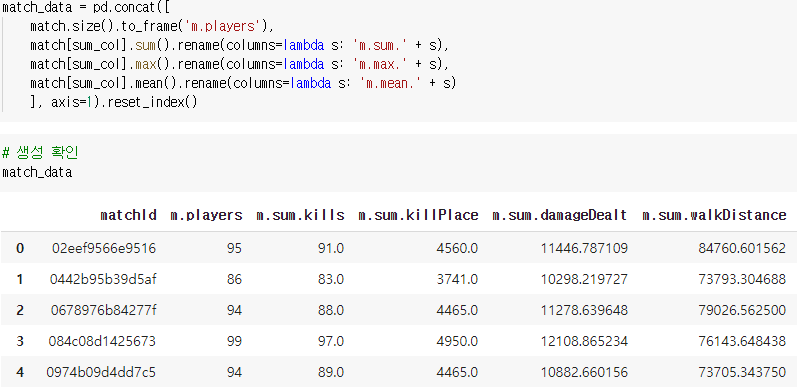 match_data = pd.concat([
    match.size().to_frame('m.players'),
    match[sum_col].sum().rename(columns=lambda s: 'm.sum.' + s),
    match[sum_col].max().rename(columns=lambda s: 'm.max.' + s),
    match[sum_col].mean().rename(columns=lambda s: 'm.mean.' + s)
    ], axis=1).reset_index()
# 생성 확인
match_data
matchId m.players m.sum.kills m.sum.killPlace m.sum.damageDealt m.sum.walkDistance
0 02eef9566e9516 95 91.0 4560.0 11446.787109 84760.601562
1 0442b95b39d5af 86 83.0 3741.0 10298.219727 73793.304688
2 0678976b84277f 94 88.0 4465.0 11278.639648 79026.562500
3 084c08d1425673 99 97.0 4950.0 12108.865234 76143.648438
4 0974b09d4dd7c5 94 89.0 4465.0 10882.660156 73705.343750